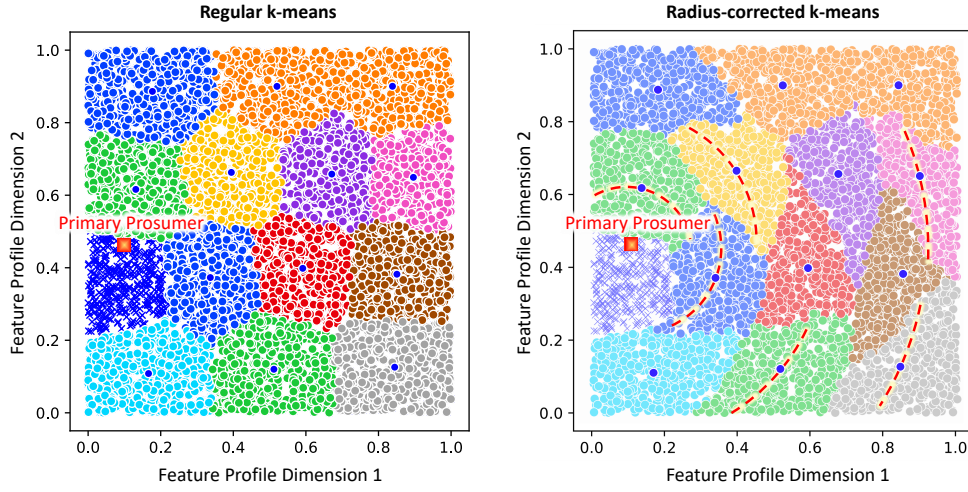 Regular k-means
Radius-corrected k-means
Feature Profile Dimension 2
1.0
0.8
0.6
0.4
0.2
0.0
Primary Prosumer
0.0 0.2 0.4 0.6 0.8 1.0
Feature Profile Dimension 1
Feature Profile Dimension 2
1.0
0.8
0.6
0.4
0.2
0.0
Primary Prosumer
0.0 0.2 0.4 0.6 0.8 1.0
Feature Profile Dimension 1